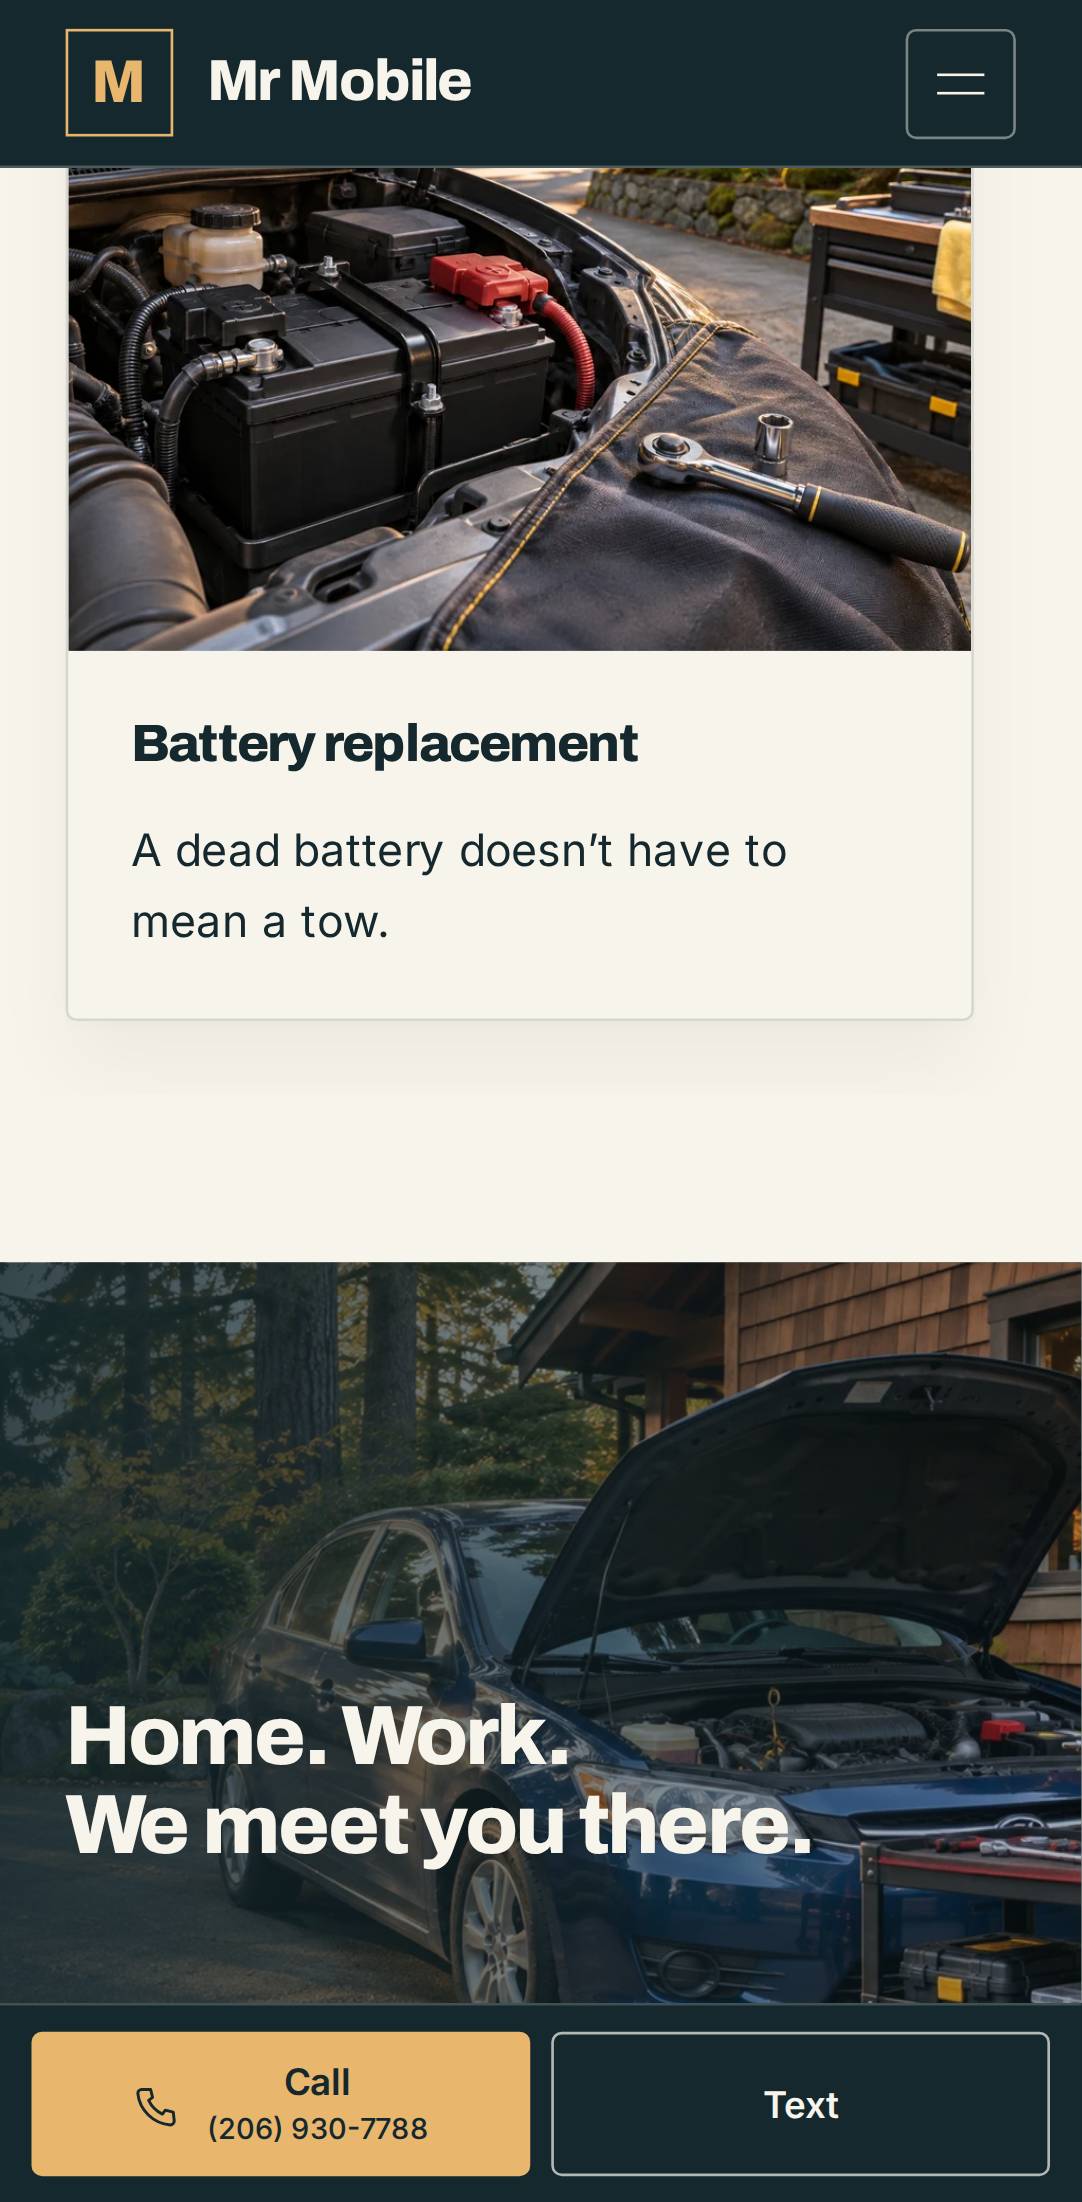 M
Mr Mobile
Battery replacement
A dead battery doesn’t have to
mean a tow.
Home. Work.
We meet you there.
Call
(206) 930-7788
Text